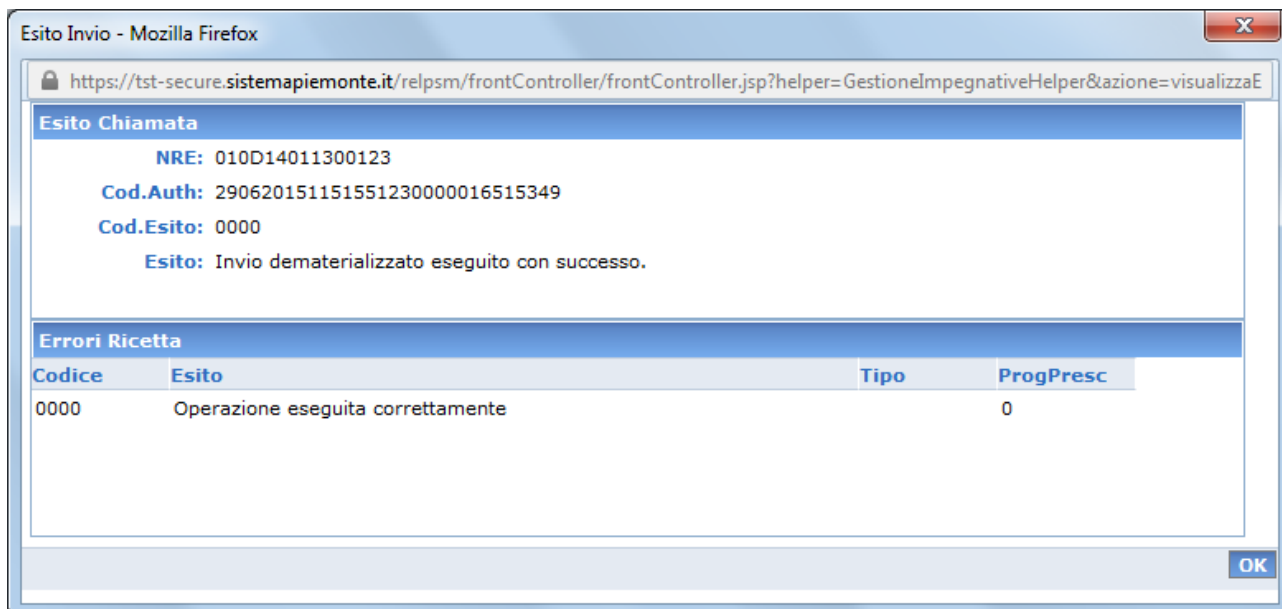 Esito Invio - Mozilla Firefox
https://tst-secure.sistemapiemonte.it/relpsm/frontController/frontController.jsp?helper=GestioneImpegnativeHelper&azione=visualizzaE
Esito Chiamata
NRE: 010D14011300123
Cod.Auth: 290620151151551230000016515349
Cod.Esito: 0000
Esito: Invio dematerializzato eseguito con successo.
Errori Ricetta
Codice Esito Tipo ProgPresc
0000 Operazione eseguita correttamente 0
OK